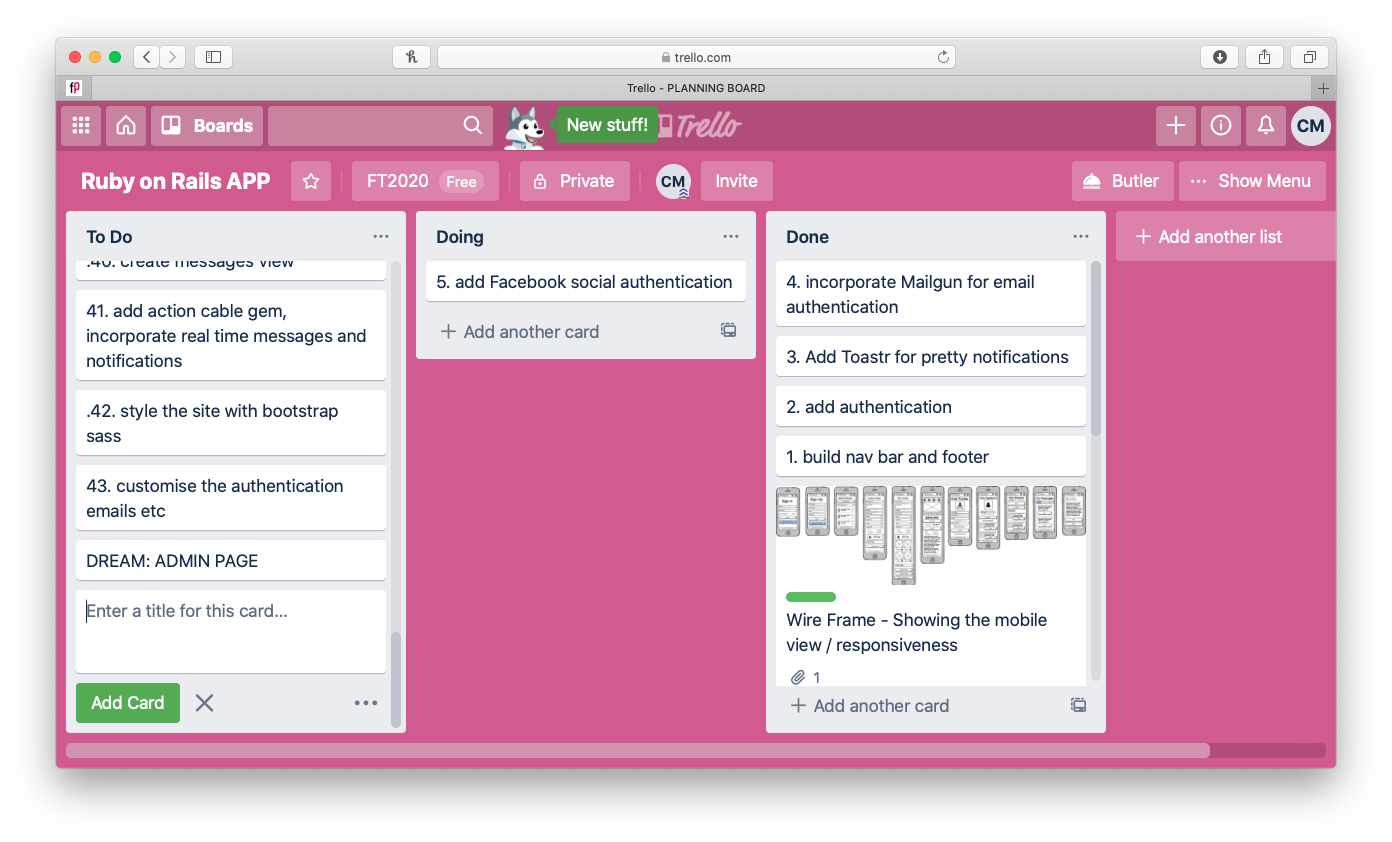 trello.com
fp
Trello - PLANNING BOARD
Boards
New stuff!
Trello
CM
Ruby on Rails APP
FT2020 Free
Private
CM
Invite
Butler
Show Menu
To Do
.40. create messages view
41. add action cable gem,
incorporate real time messages and
notifications
.42. style the site with bootstrap
sass
43. customise the authentication
emails etc
DREAM: ADMIN PAGE
Enter a title for this card...
Add Card
Doing
5. add Facebook social authentication
Add another card
Done
4. incorporate Mailgun for email
authentication
3. Add Toastr for pretty notifications
2. add authentication
1. build nav bar and footer
Wire Frame - Showing the mobile
view / responsiveness
1
Add another card
Add another list